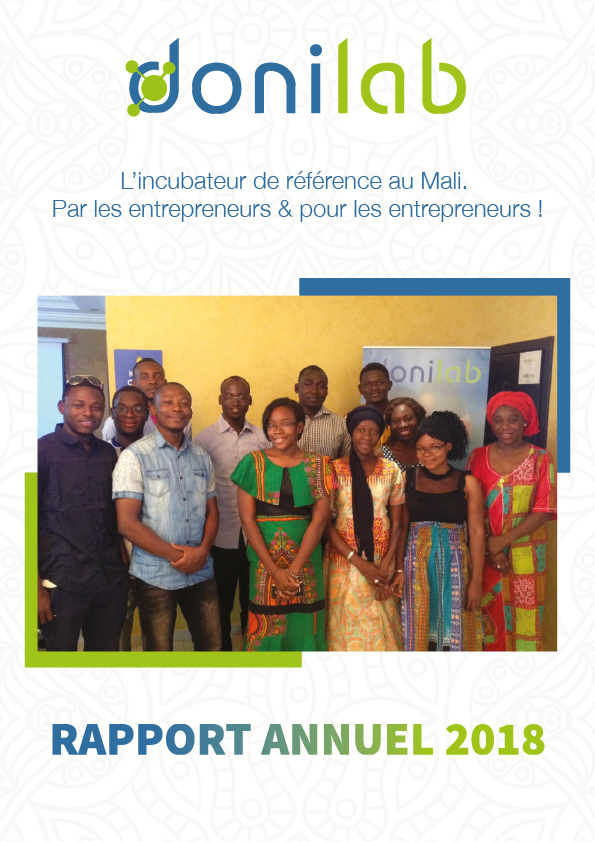 donilab
L'incubateur de référence au Mali.
Par les entrepreneurs & pour les entrepreneurs !
donilab
RAPPORT ANNUEL 2018